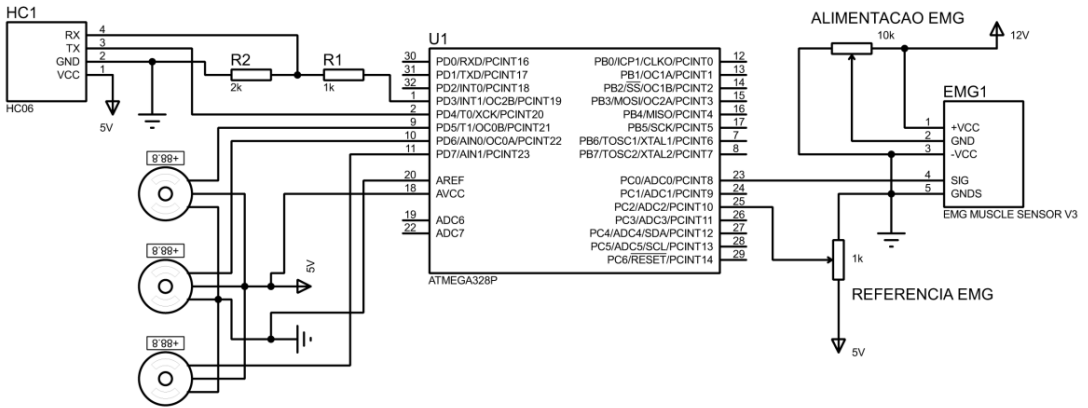 HC1
RX 4
TX 3
GND 2
VCC 1
HC06
5V
R2
2k
R1
1k
U1
30 PD0/RXD/PCINT16
31 PD1/TXD/PCINT17
32 PD2/INT0/PCINT18
1 PD3/INT1/OC2B/PCINT19
2 PD4/T0/XCK/PCINT20
9 PD5/T1/OC0B/PCINT21
10 PD6/AIN0/OC0A/PCINT22
11 PD7/AIN1/PCINT23
20 AREF
18 AVCC
19 ADC6
22 ADC7
PB0/ICP1/CLKO/PCINT0 12
PB1/OC1A/PCINT1 13
PB2/SS/OC1B/PCINT2 14
PB3/MOSI/OC2A/PCINT3 15
PB4/MISO/PCINT4 16
PB5/SCK/PCINT5 17
PB6/TOSC1/XTAL1/PCINT6 7
PB7/TOSC2/XTAL2/PCINT7 8
PC0/ADC0/PCINT8 23
PC1/ADC1/PCINT9 24
PC2/ADC2/PCINT10 25
PC3/ADC3/PCINT11 26
PC4/ADC4/SDA/PCINT12 27
PC5/ADC5/SCL/PCINT13 28
PC6/RESET/PCINT14 29
ATMEGA328P
+88.8
+88.8
+88.8
5V
ALIMENTACAO EMG
10k
12V
EMG1
1 +VCC
2 GND
3 -VCC
4 SIG
5 GNDS
EMG MUSCLE SENSOR V3
1k
REFERENCIA EMG
5V